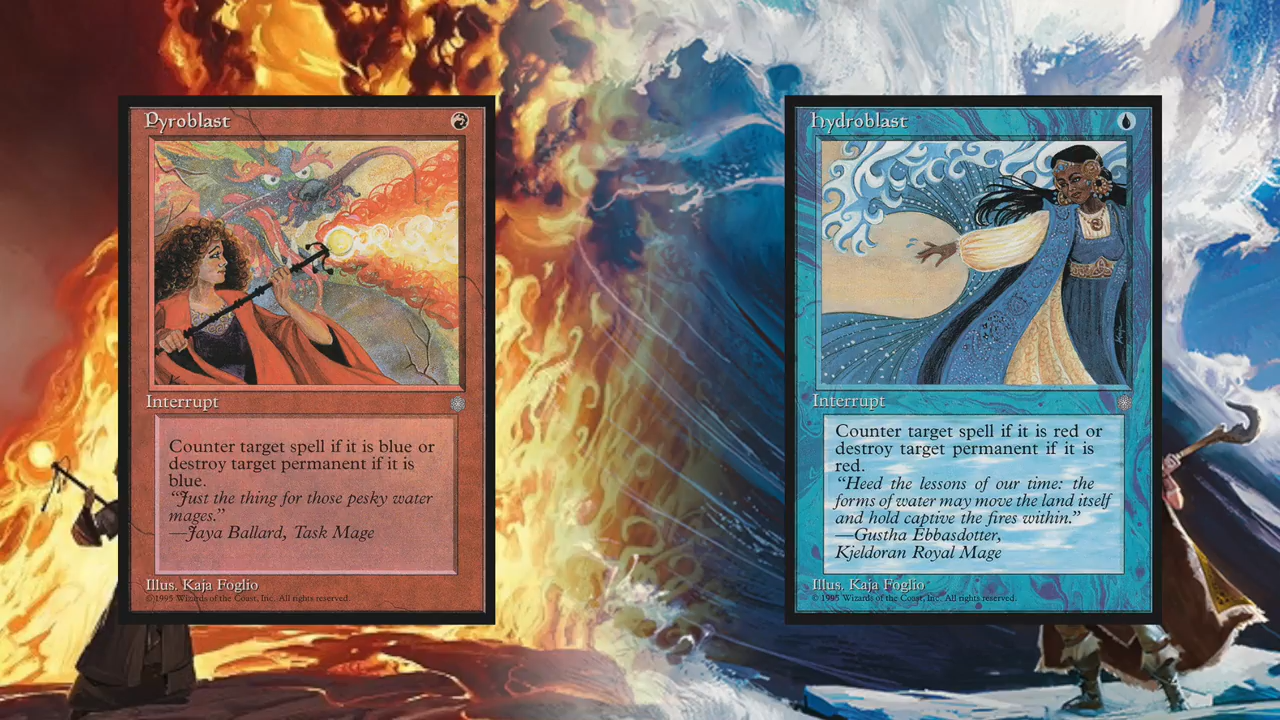 Pyroblast
Interrupt
Counter target spell if it is blue or
destroy target permanent if it is
blue.
"Just the thing for those pesky water
mages."
—Jaya Ballard, Task Mage
Illus. Kaja Foglio
© 1995 Wizards of the Coast, Inc. All rights reserved.
Hydroblast
Interrupt
Counter target spell if it is red or
destroy target permanent if it is
red.
"Heed the lessons of our time: the
forms of water may move the land itself
and hold captive the fires within."
—Gustha Ebbasdotter,
Kjeldoran Royal Mage
Illus. Kaja Foglio
© 1995 Wizards of the Coast, Inc. All rights reserved.